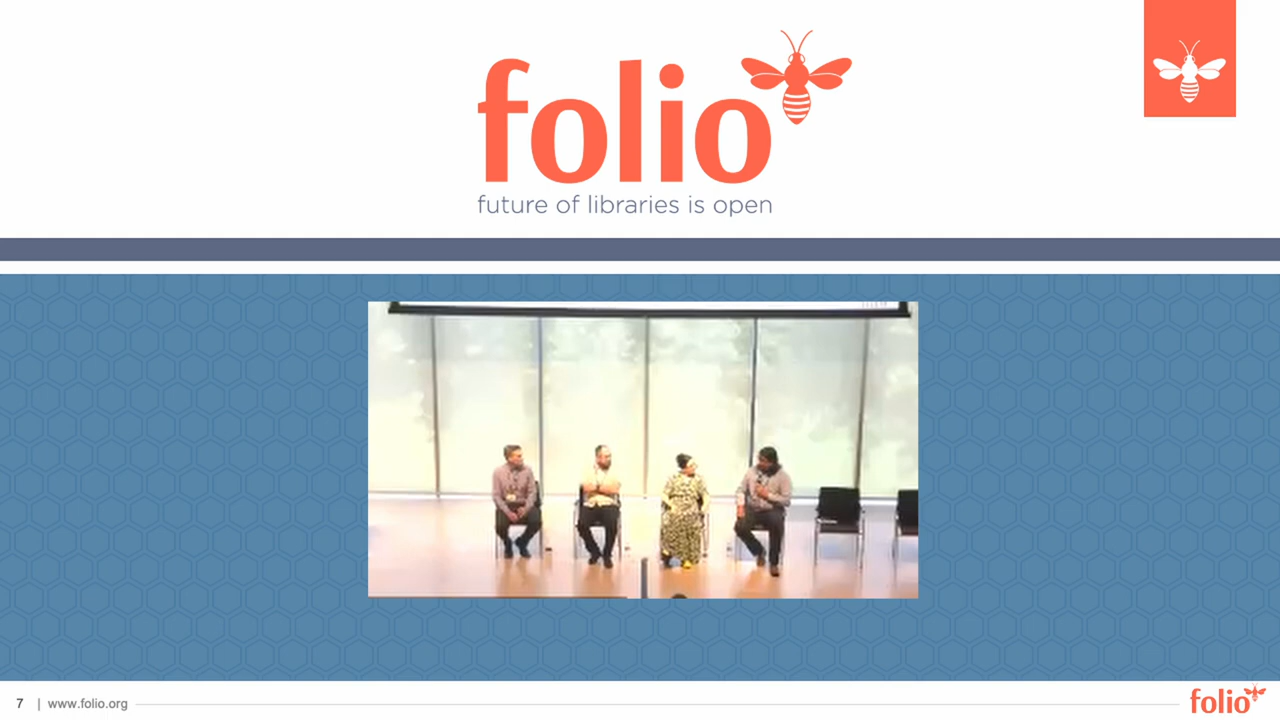 folio
future of libraries is open
7 | www.folio.org
folio